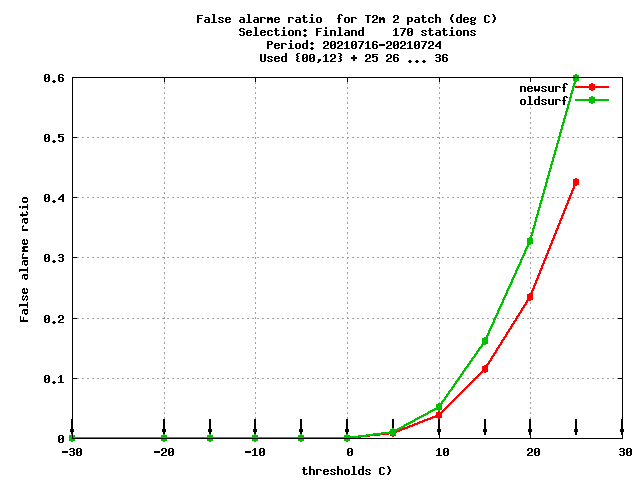 False alarme ratio  for T2m 2 patch (deg C)
Selection: Finland    170 stations
Period: 20210716-20210724
Used {00,12} + 25 26 ... 36
newsurf
oldsurf
0.6
0.5
0.4
0.3
0.2
0.1
0
False alarme ratio
-30 -20 -10 0 10 20 30
thresholds C)